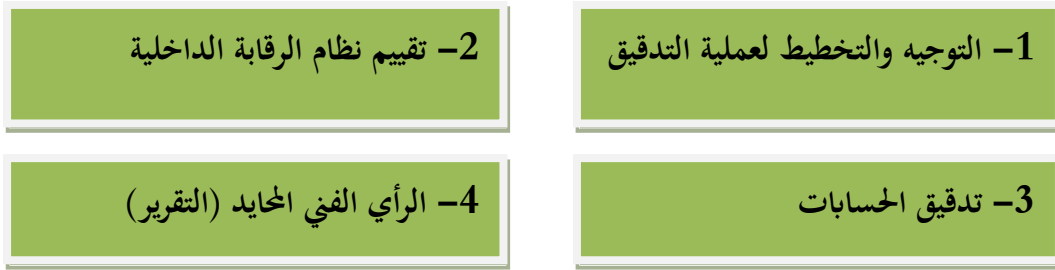 1– التوجيه والتخطيط لعملية التدقيق
2– تقييم نظام الرقابة الداخلية
3– تدقيق الحسابات
4– الرأي الفني المحايد (التقرير)